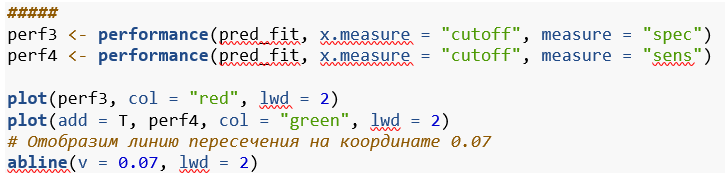 #####
perf3 <- performance(pred_fit, x.measure = "cutoff", measure = "spec")
perf4 <- performance(pred_fit, x.measure = "cutoff", measure = "sens")
plot(perf3, col = "red", lwd = 2)
plot(add = T, perf4, col = "green", lwd = 2)
# Отобразим линию пересечения на координате 0.07
abline(v = 0.07, lwd = 2)